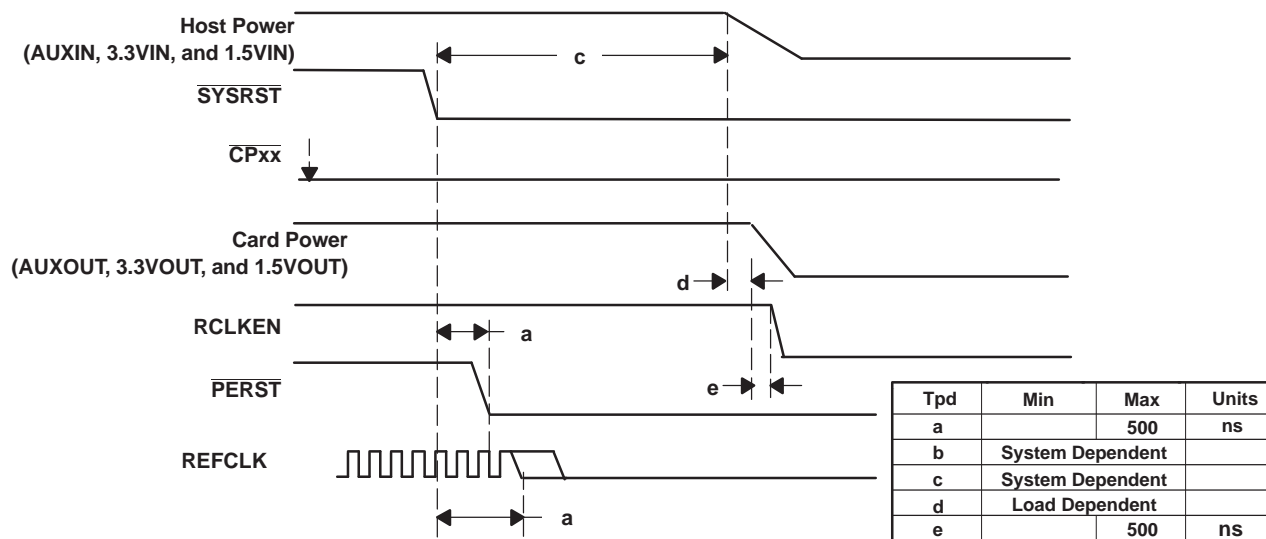 Host Power
(AUXIN, 3.3VIN, and 1.5VIN)
c
SYSRST
CPxx
Card Power
(AUXOUT, 3.3VOUT, and 1.5VOUT)
d
RCLKEN
a
PERST
e
REFCLK
a
Tpd Min Max Units
a 500 ns
b System Dependent
c System Dependent
d Load Dependent
e 500 ns